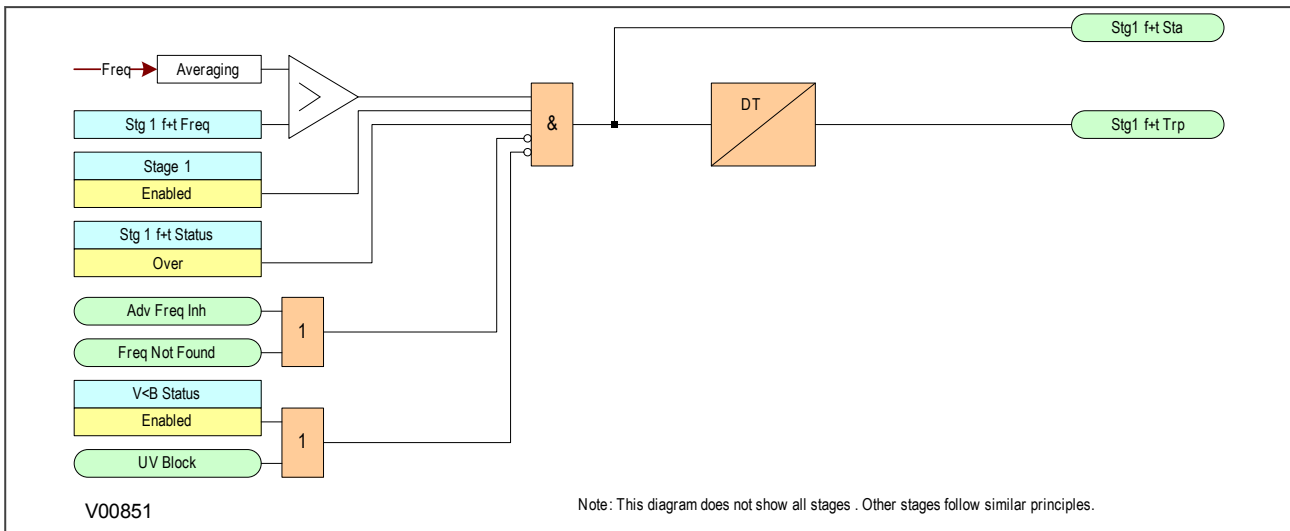 Stg1 f+t Sta
Freq
Averaging
DT
Stg 1 f+t Freq
&
Stg1 f+t Trp
Stage 1
Enabled
Stg 1 f+t Status
Over
Adv Freq Inh
1
Freq Not Found
V<B Status
Enabled
1
UV Block
V00851
Note: This diagram does not show all stages . Other stages follow similar principles.